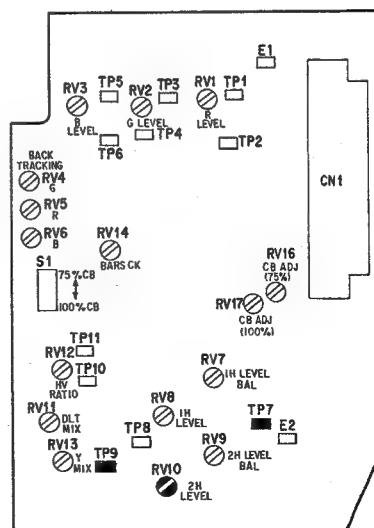 E1
TP5
RV3
RV2
TP3
RV1
TP1
B
LEVEL
G LEVEL
TP4
R
LEVEL
TP6
TP2
BACK
TRACKING
RV4
G
RV5
R
RV6
B
CN1
RV14
BARS CK
S1
75%CB
100%CB
RV16
CB ADJ
(75%)
RV17
CB ADJ
(100%)
TP11
RV12
TP10
HV
RATIO
RV7
1H LEVEL
BAL
RV11
DLT
MIX
RV8
1H
LEVEL
TP7
TP8
E2
RV13
Y
MIX
TP9
RV9
2H LEVEL
BAL
RV10
2H
LEVEL